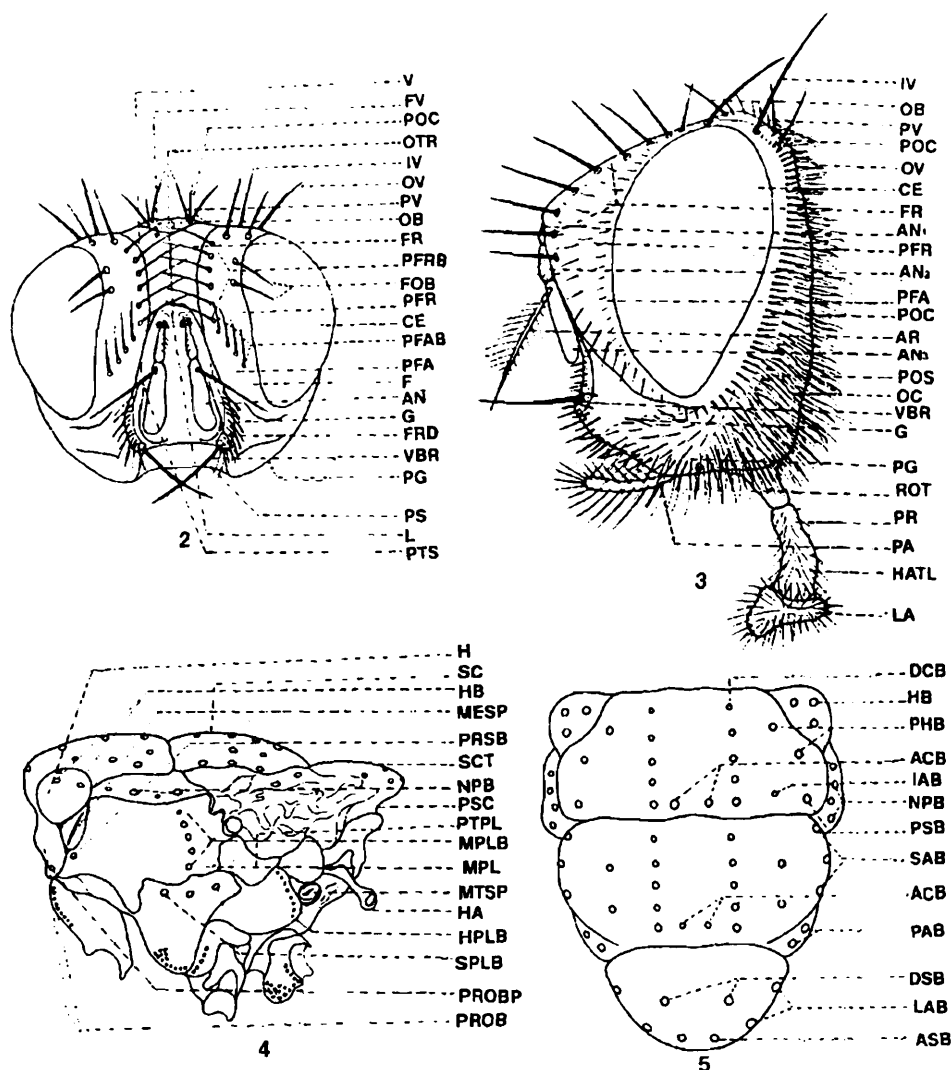 V
FV
POC
OTR
IV
OV
PV
OB
FR
PFRB
FOB
PFR
CE
PFAB
PFA
F
AN
G
FRD
VBR
PG
PS
L
PTS
2
IV
OB
PV
POC
OV
CE
FR
AN₁
PFR
AN₂
PFA
POC
AR
AN₃
POS
OC
VBR
G
PG
ROT
PR
PA
HATL
LA
3
H
SC
HB
MESP
PRSB
SCT
NPB
PSC
PTPL
MPLB
MPL
MTSP
HA
HPLB
SPLB
PROBP
PROB
4
DCB
HB
PHB
ACB
IAB
NPB
PSB
SAB
ACB
PAB
DSB
LAB
ASB
5